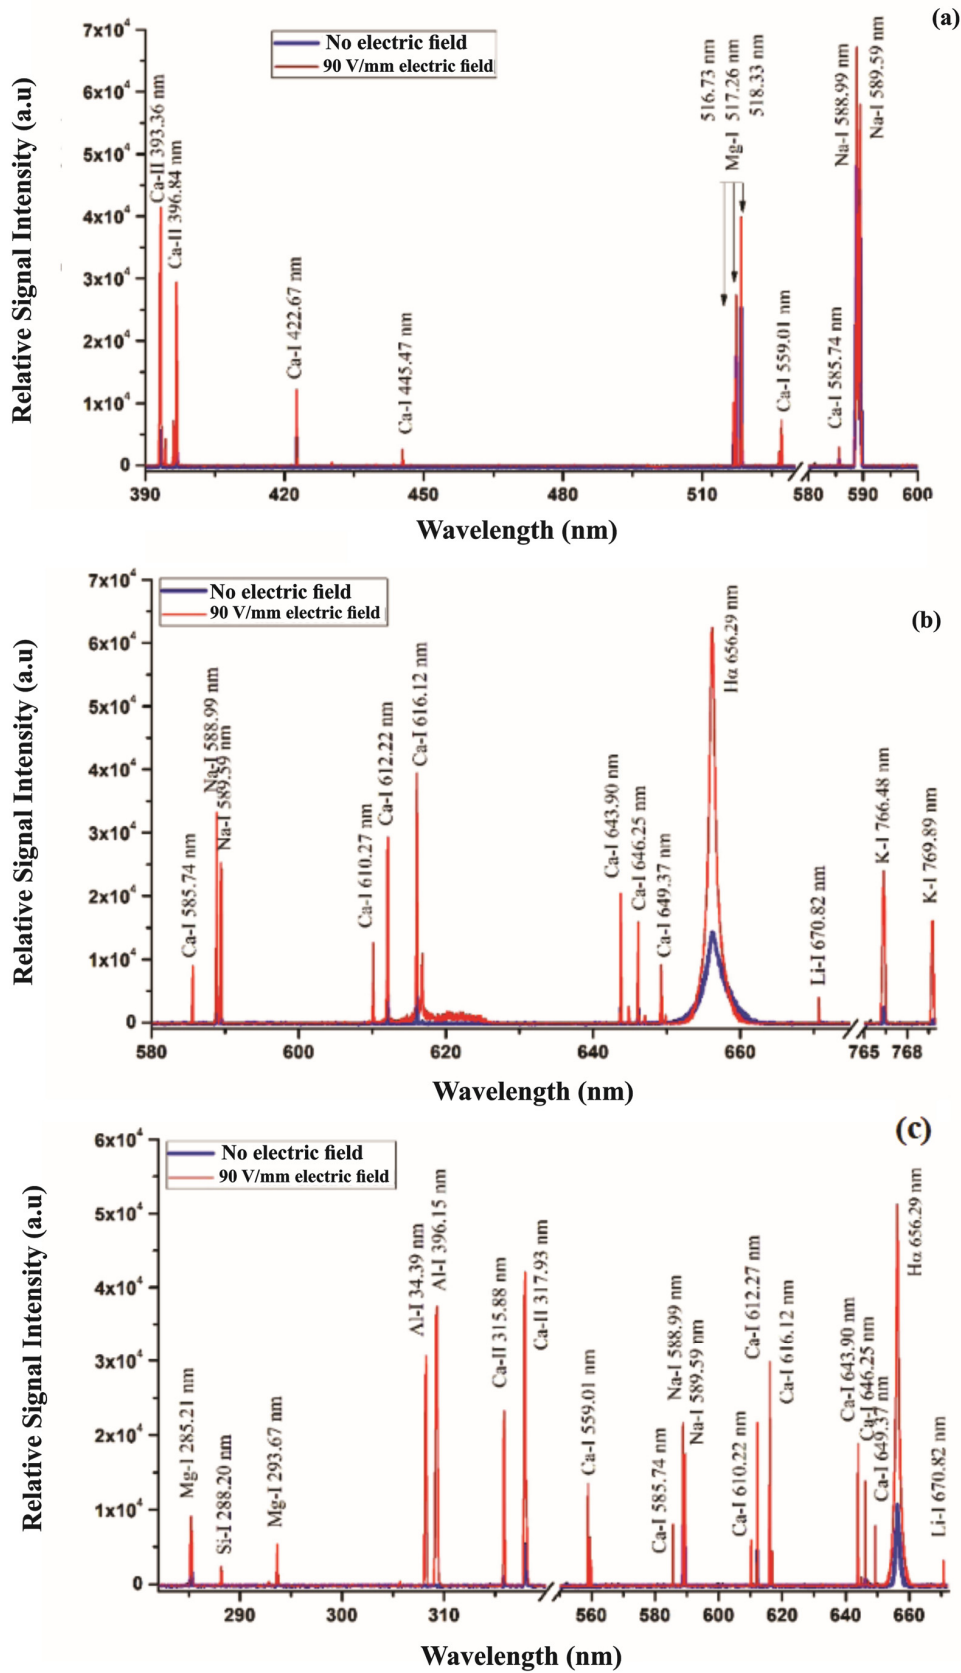 (a)
Relative Signal Intensity (a.u)
7x10⁴
6x10⁴
5x10⁴
4x10⁴
3x10⁴
2x10⁴
1x10⁴
0
No electric field
90 V/mm electric field
Ca-II 393.36 nm
Ca-II 396.84 nm
Ca-I 422.67 nm
Ca-I 445.47 nm
516.73 nm
Mg-I 517.26 nm
518.33 nm
Ca-I 559.01 nm
Ca-I 585.74 nm
Na-I 588.99 nm
Na-I 589.59 nm
390 420 450 480 510 580 590 600
Wavelength (nm)
(b)
Relative Signal Intensity (a.u)
7x10⁴
6x10⁴
5x10⁴
4x10⁴
3x10⁴
2x10⁴
1x10⁴
0
No electric field
90 V/mm electric field
Ca-I 585.74 nm
Na-I 588.99 nm
Na-I 589.59 nm
Ca-I 610.27 nm
Ca-I 612.22 nm
Ca-I 616.12 nm
Ca-I 643.90 nm
Ca-I 646.25 nm
Ca-I 649.37 nm
Hα 656.29 nm
Li-I 670.82 nm
K-I 766.48 nm
K-I 769.89 nm
580 600 620 640 660 765 768
Wavelength (nm)
(c)
Relative Signal Intensity (a.u)
6x10⁴
5x10⁴
4x10⁴
3x10⁴
2x10⁴
1x10⁴
0
No electric field
90 V/mm electric field
Mg-I 285.21 nm
Si-I 288.20 nm
Mg-I 293.67 nm
Al-I 34.39 nm
Al-I 396.15 nm
Ca-II 315.88 nm
Ca-II 317.93 nm
Ca-I 559.01 nm
Ca-I 585.74 nm
Na-I 588.99 nm
Na-I 589.59 nm
Ca-I 610.22 nm
Ca-I 612.27 nm
Ca-I 616.12 nm
Ca-I 643.90 nm
Ca-I 646.25 nm
Ca-I 649.37 nm
Hα 656.29 nm
Li-I 670.82 nm
290 300 310 560 580 600 620 640 660
Wavelength (nm)